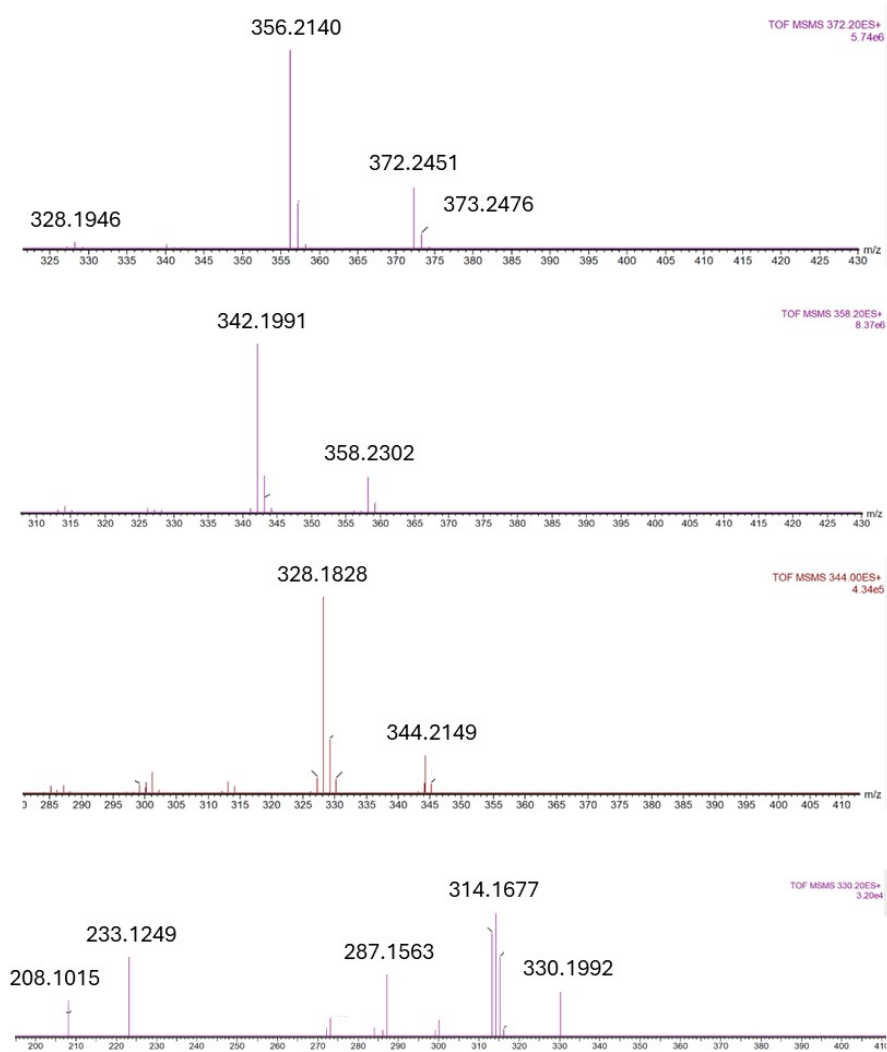 356.2140
TOF MSMS 372.20ES+
5.74e6
372.2451
373.2476
328.1946
325 330 335 340 345 350 355 360 365 370 375 380 385 390 395 400 405 410 415 420 425 430 m/z
342.1991
TOF MSMS 358.20ES+
8.37e6
358.2302
310 315 320 325 330 335 340 345 350 355 360 365 370 375 380 385 390 395 400 405 410 415 420 425 430 m/z
328.1828
TOF MSMS 344.00ES+
4.34e5
344.2149
0 285 290 295 300 305 310 315 320 325 330 335 340 345 350 355 360 365 370 375 380 385 390 395 400 405 410 m/z
314.1677
TOF MSMS 330.20ES+
3.20e4
233.1249
287.1563
330.1992
208.1015
200 210 220 230 240 250 260 270 280 290 300 310 320 330 340 350 360 370 380 390 400 410